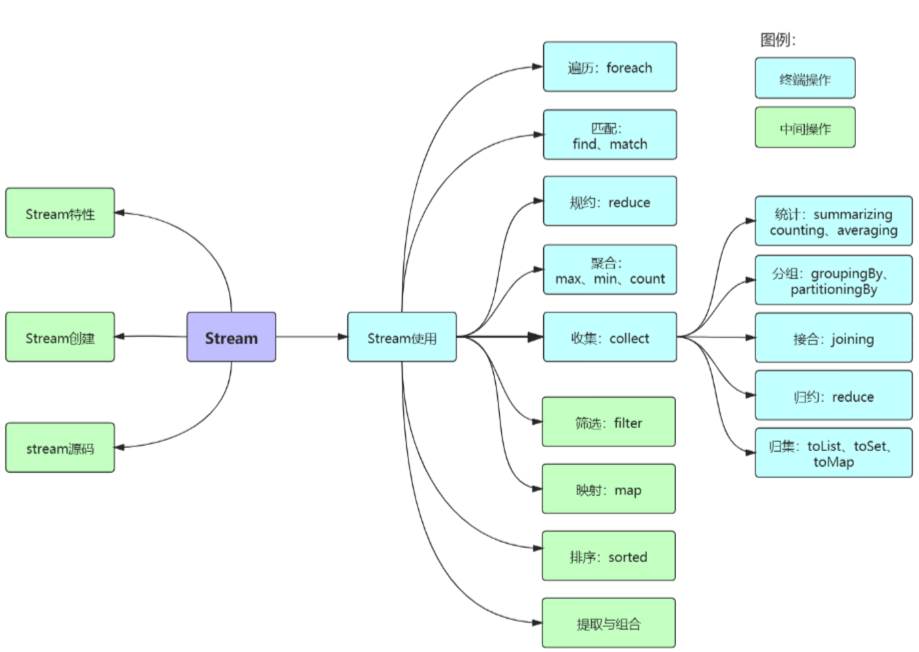 图例：
终端操作
中间操作
Stream特性
Stream创建
stream源码
Stream
Stream使用
遍历：foreach
匹配：
find、match
规约：reduce
聚合：
max、min、count
收集：collect
筛选：filter
映射：map
排序：sorted
提取与组合
统计：summarizing
counting、averaging
分组：groupingBy、
partitioningBy
接合：joining
归约：reduce
归集：toList、toSet、
toMap